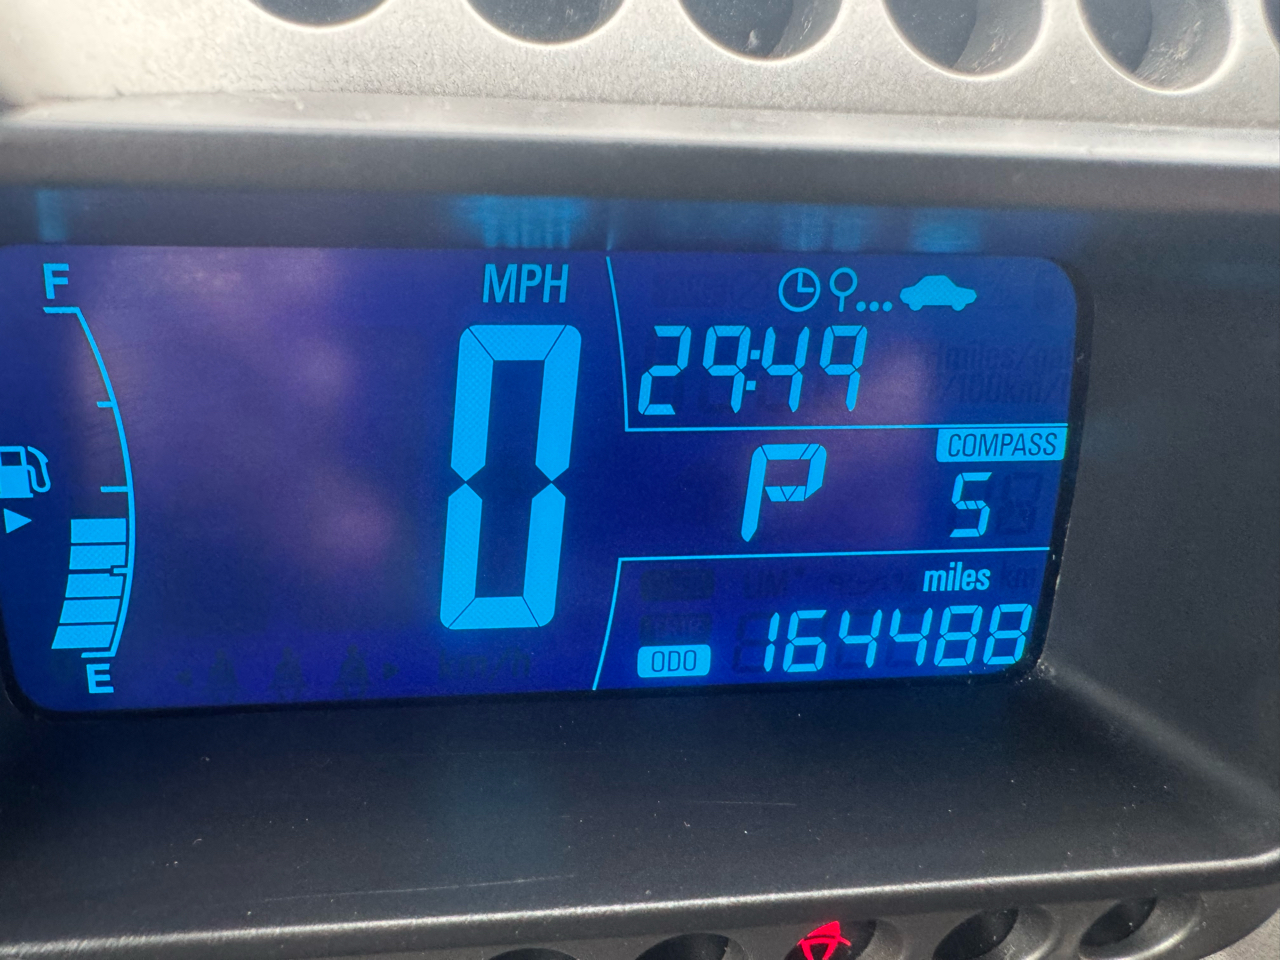 F
MPH
0
29:49
COMPASS
P
S
miles
ODO 164488
E